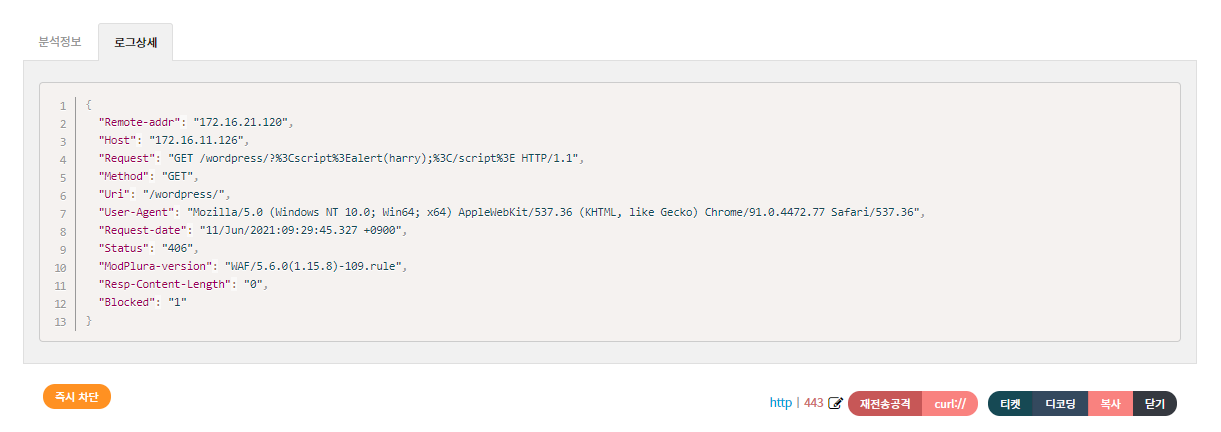 분석정보 로그상세
1 {
2 "Remote-addr": "172.16.21.120",
3 "Host": "172.16.11.126",
4 "Request": "GET /wordpress/?%3Cscript%3Ealert(harry);%3C/script%3E HTTP/1.1",
5 "Method": "GET",
6 "Uri": "/wordpress/",
7 "User-Agent": "Mozilla/5.0 (Windows NT 10.0; Win64; x64) AppleWebKit/537.36 (KHTML, like Gecko) Chrome/91.0.4472.77 Safari/537.36",
8 "Request-date": "11/Jun/2021:09:29:45.327 +0900",
9 "Status": "406",
10 "ModPlura-version": "WAF/5.6.0(1.15.8)-109.rule",
11 "Resp-Content-Length": "0",
12 "Blocked": "1"
13 }
즉시 차단 http | 443 재전송공격 curl:// 티켓 디코딩 복사 닫기